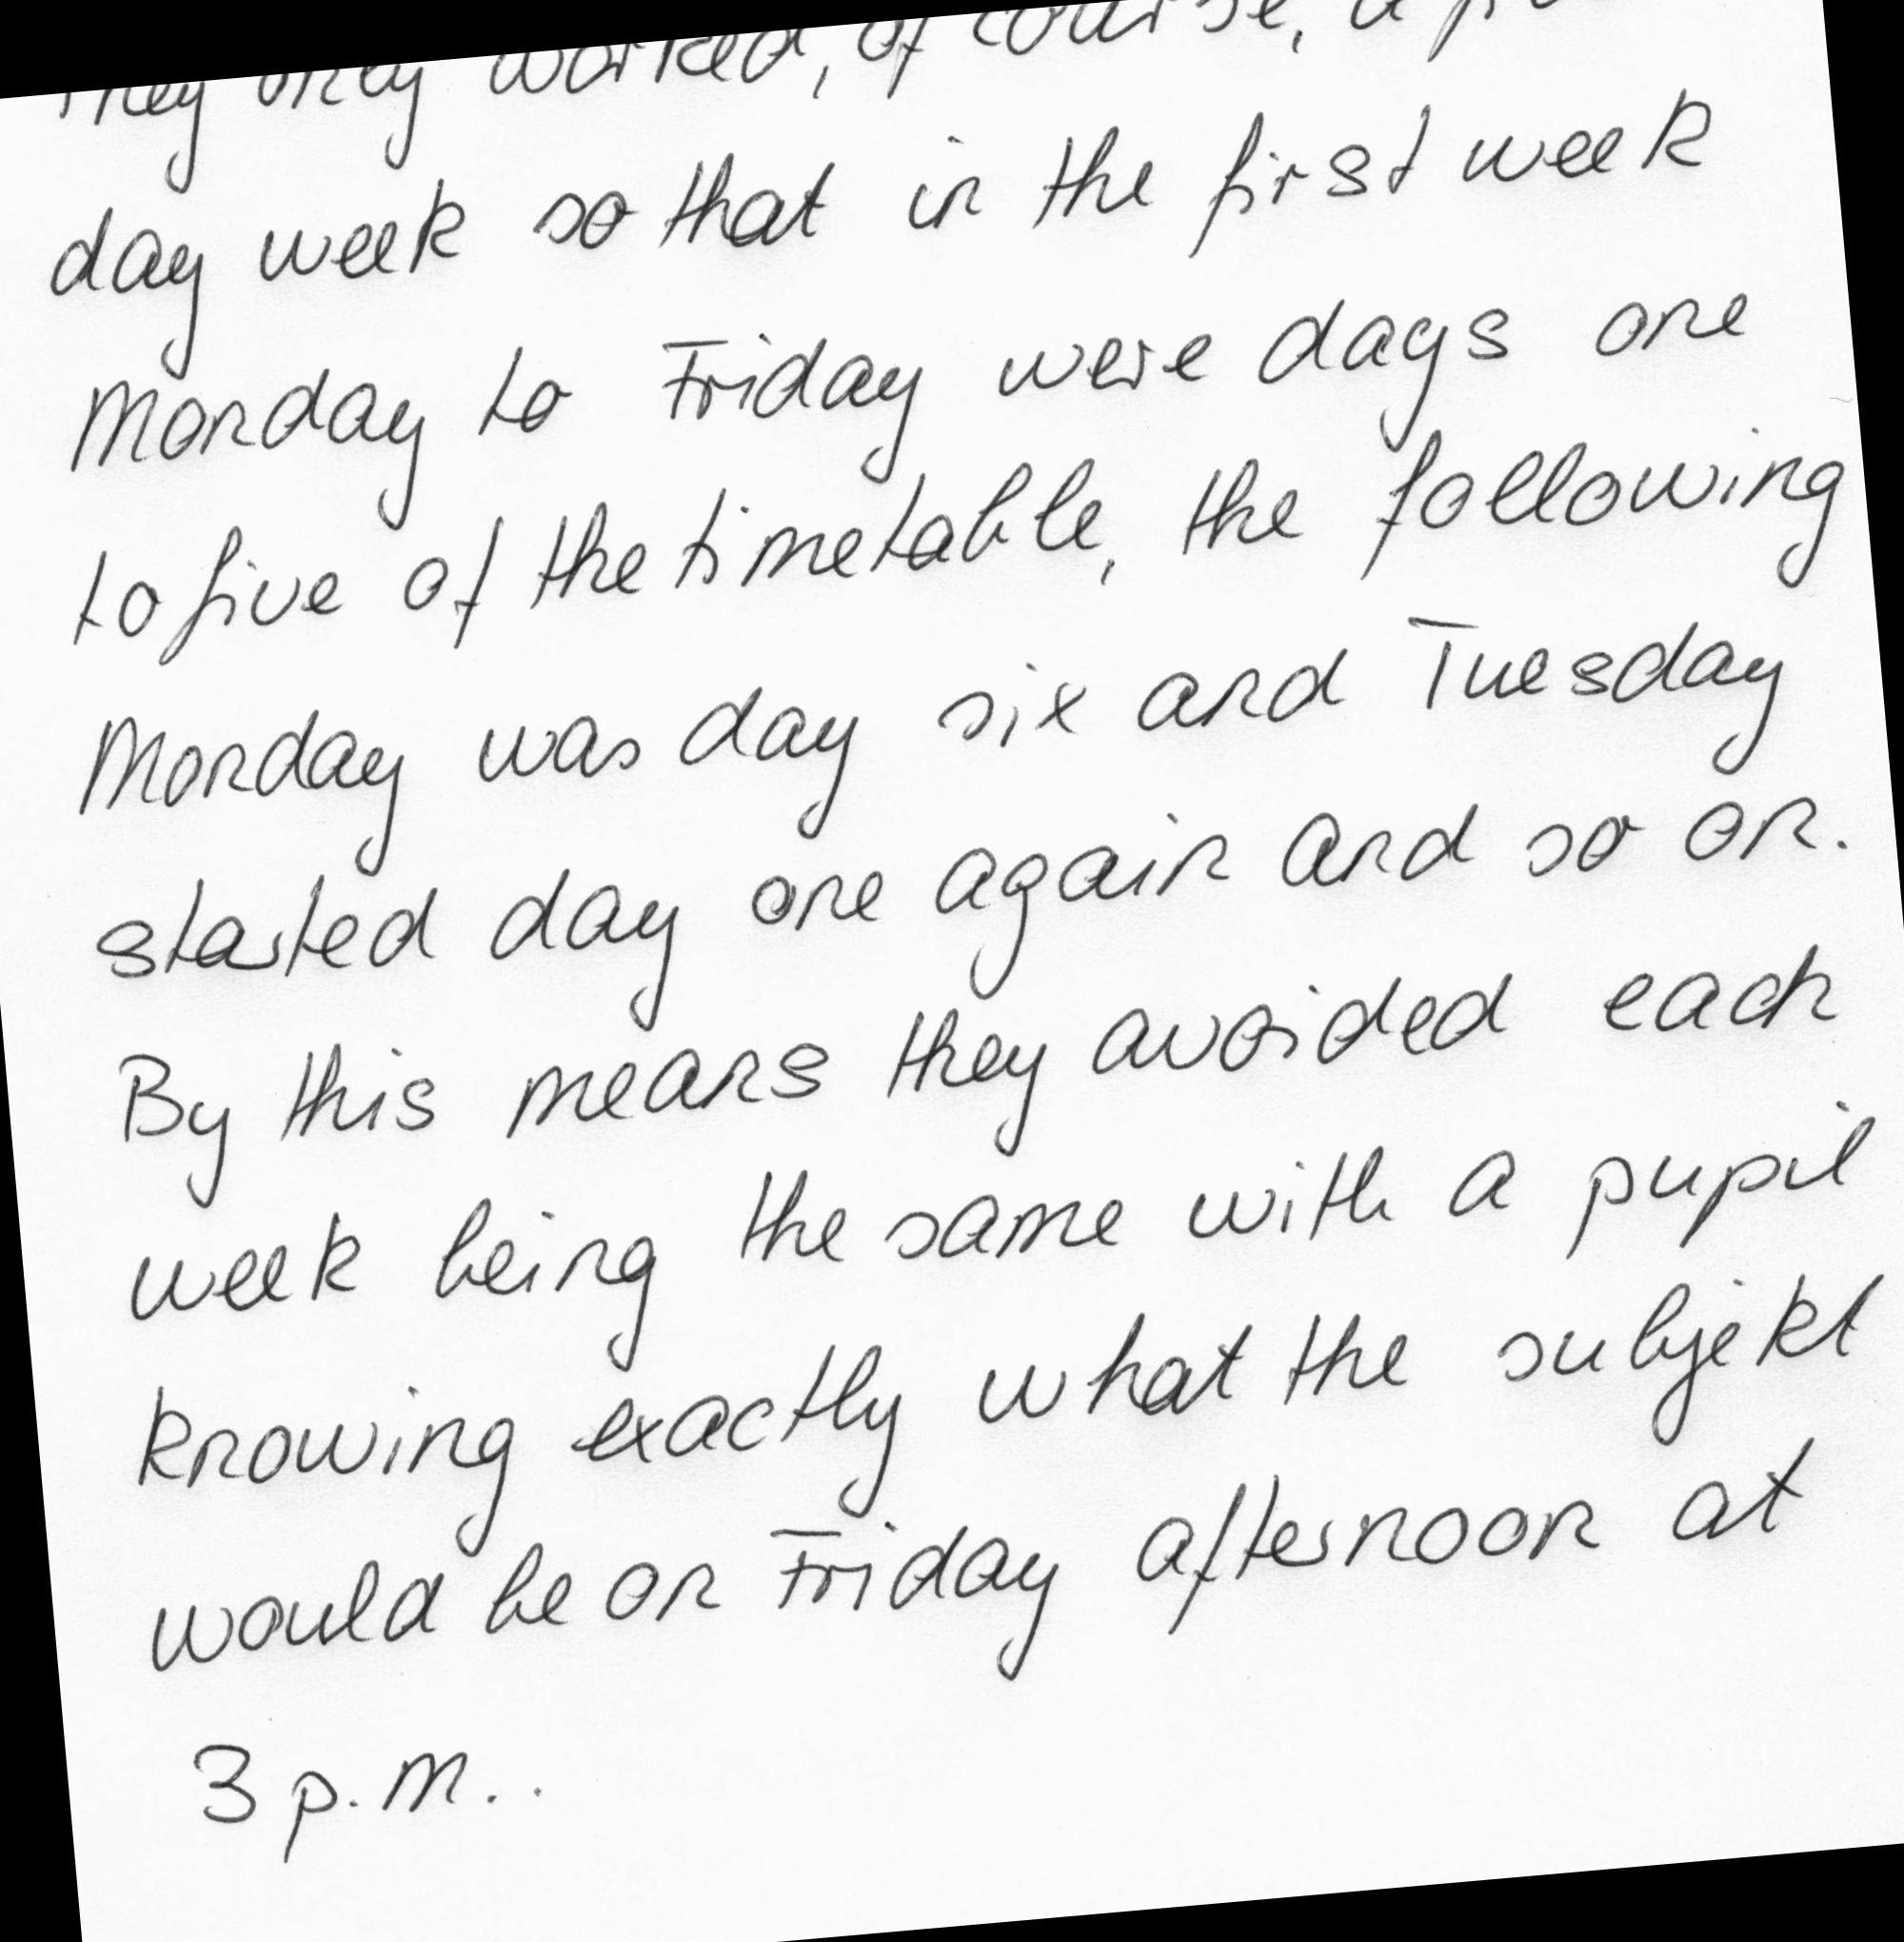 They only worked, of course, a
day week so that in the first week
Monday to Friday were days one
to five of the timetable, the following
Monday was day six and Tuesday
started day one again and so on.
By this means they avoided each
week being the same with a pupil
knowing exactly what the subjekt
would be on Friday afternoon at
3 p.m..